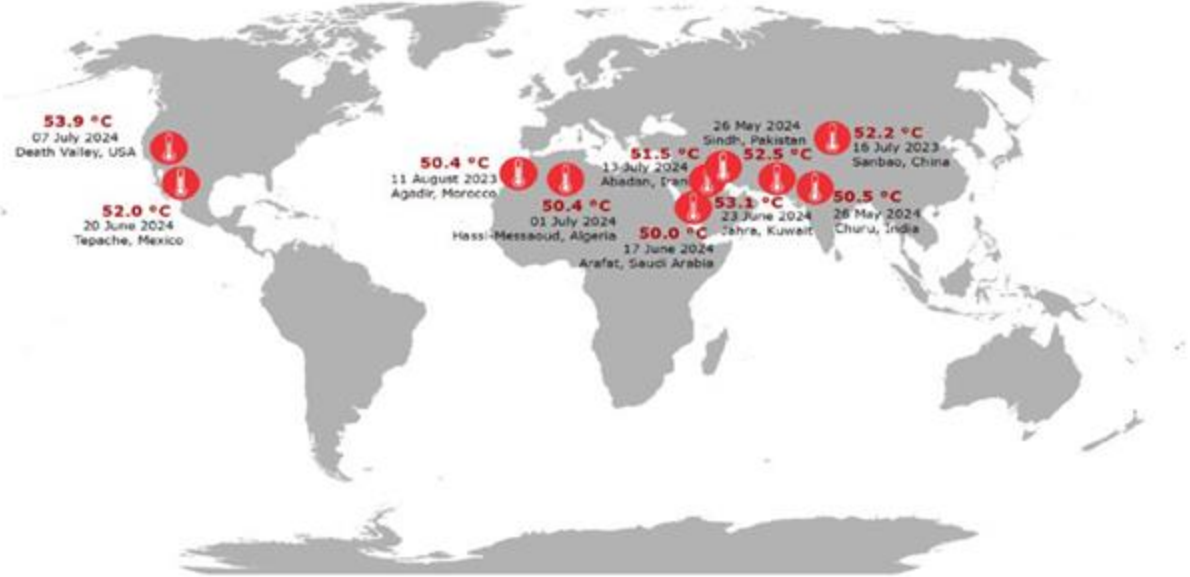 53.9 °C
07 July 2024
Death Valley, USA
52.0 °C
20 June 2024
Tepache, Mexico
50.4 °C
11 August 2023
Agadir, Morocco
50.4 °C
01 July 2024
Hassi-Messaoud, Algeria
51.5 °C
17 July 2024
Abadan, Iran
26 May 2024
Sindh, Pakistan
52.5 °C
53.1 °C
23 June 2024
Jahra, Kuwait
50.0 °C
17 June 2024
Arafat, Saudi Arabia
52.2 °C
16 July 2023
Sanbao, China
50.5 °C
26 May 2024
Churu, India